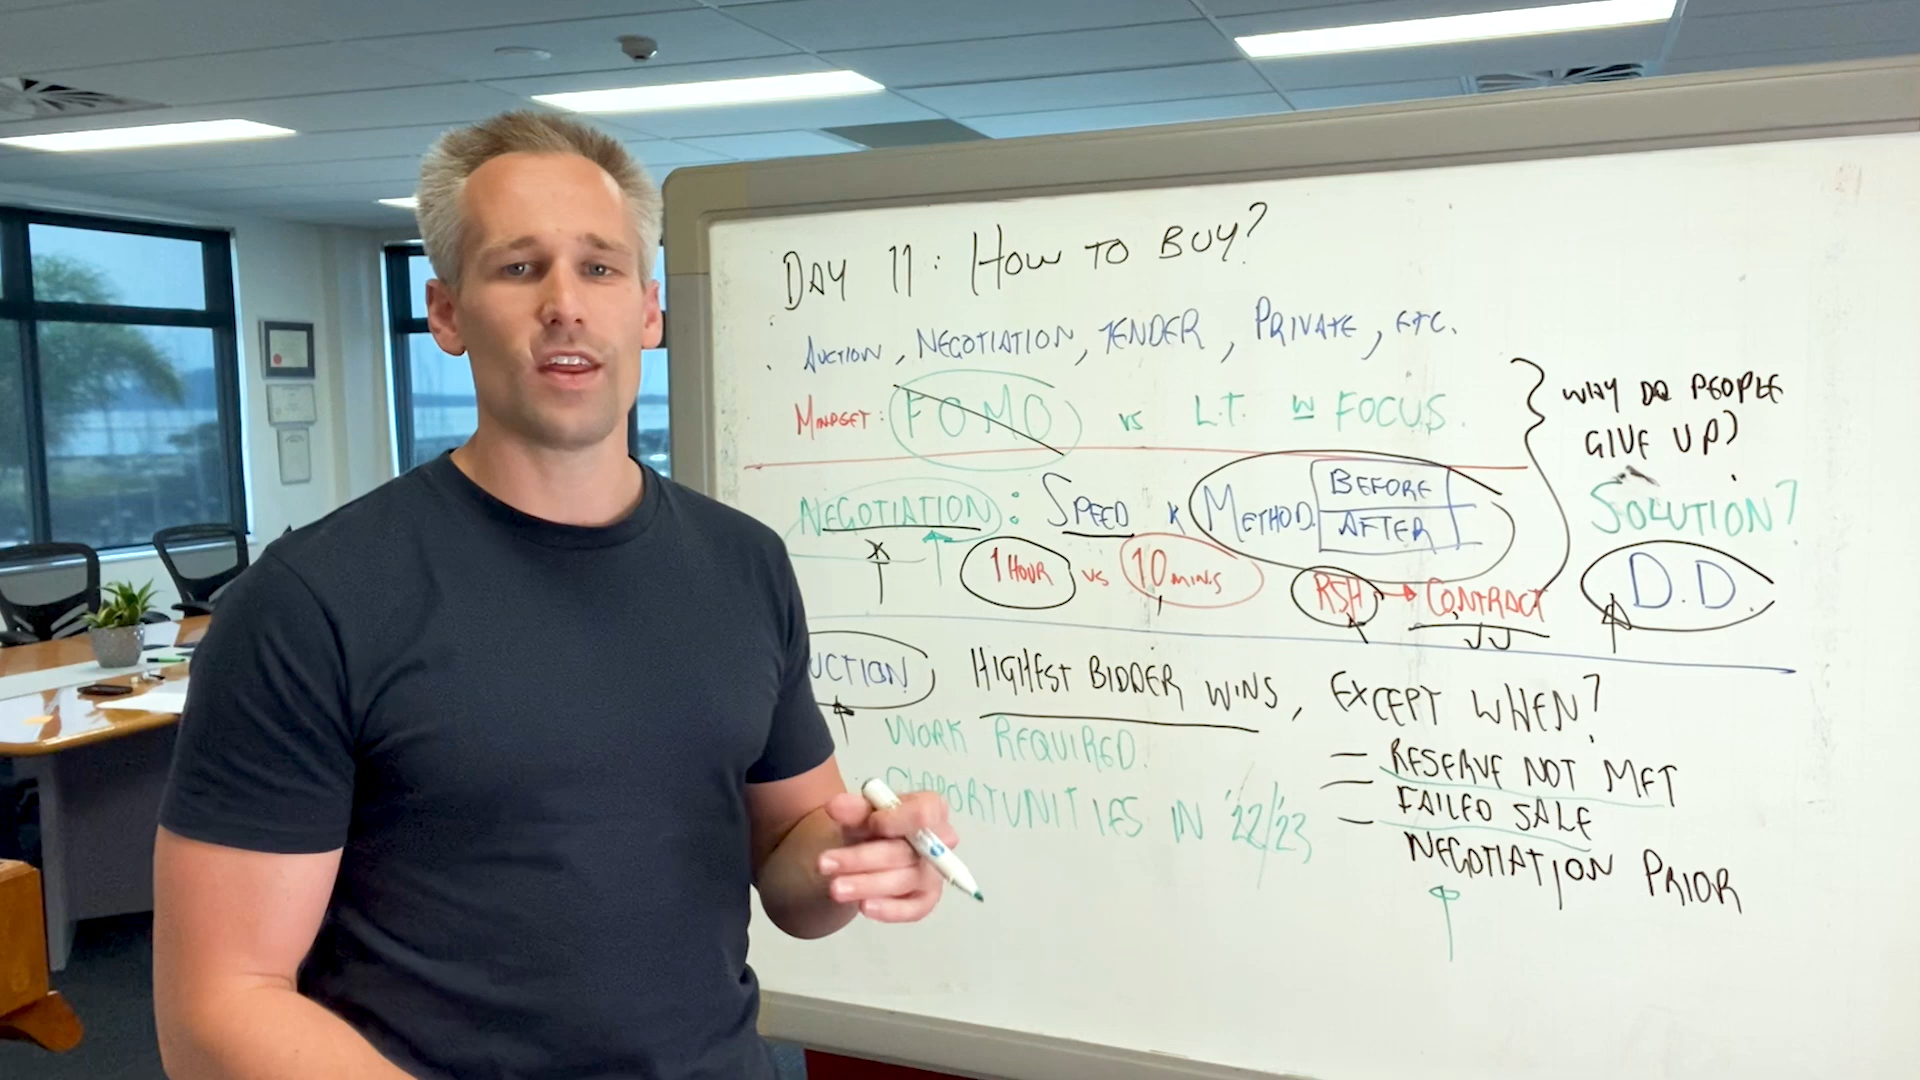 DAY 11: HOW TO BUY?
AUCTION, NEGOTIATION, TENDER, PRIVATE, ETC.
MINDSET: FOMO vs L.T. W FOCUS.
NEGOTIATION: SPEED x METHOD. BEFORE
AFTER
1 HOUR vs 10 MINS
RSH → CONTRACT
WHY DO PEOPLE
GIVE UP?
SOLUTION?
D.D.
UCTION HIGHEST BIDDER WINS, EXCEPT WHEN?
WORK REQUIRED.
OPPORTUNITIES IN '22/'23
– RESERVE NOT MET
– FAILED SALE
– NEGOTIATION PRIOR